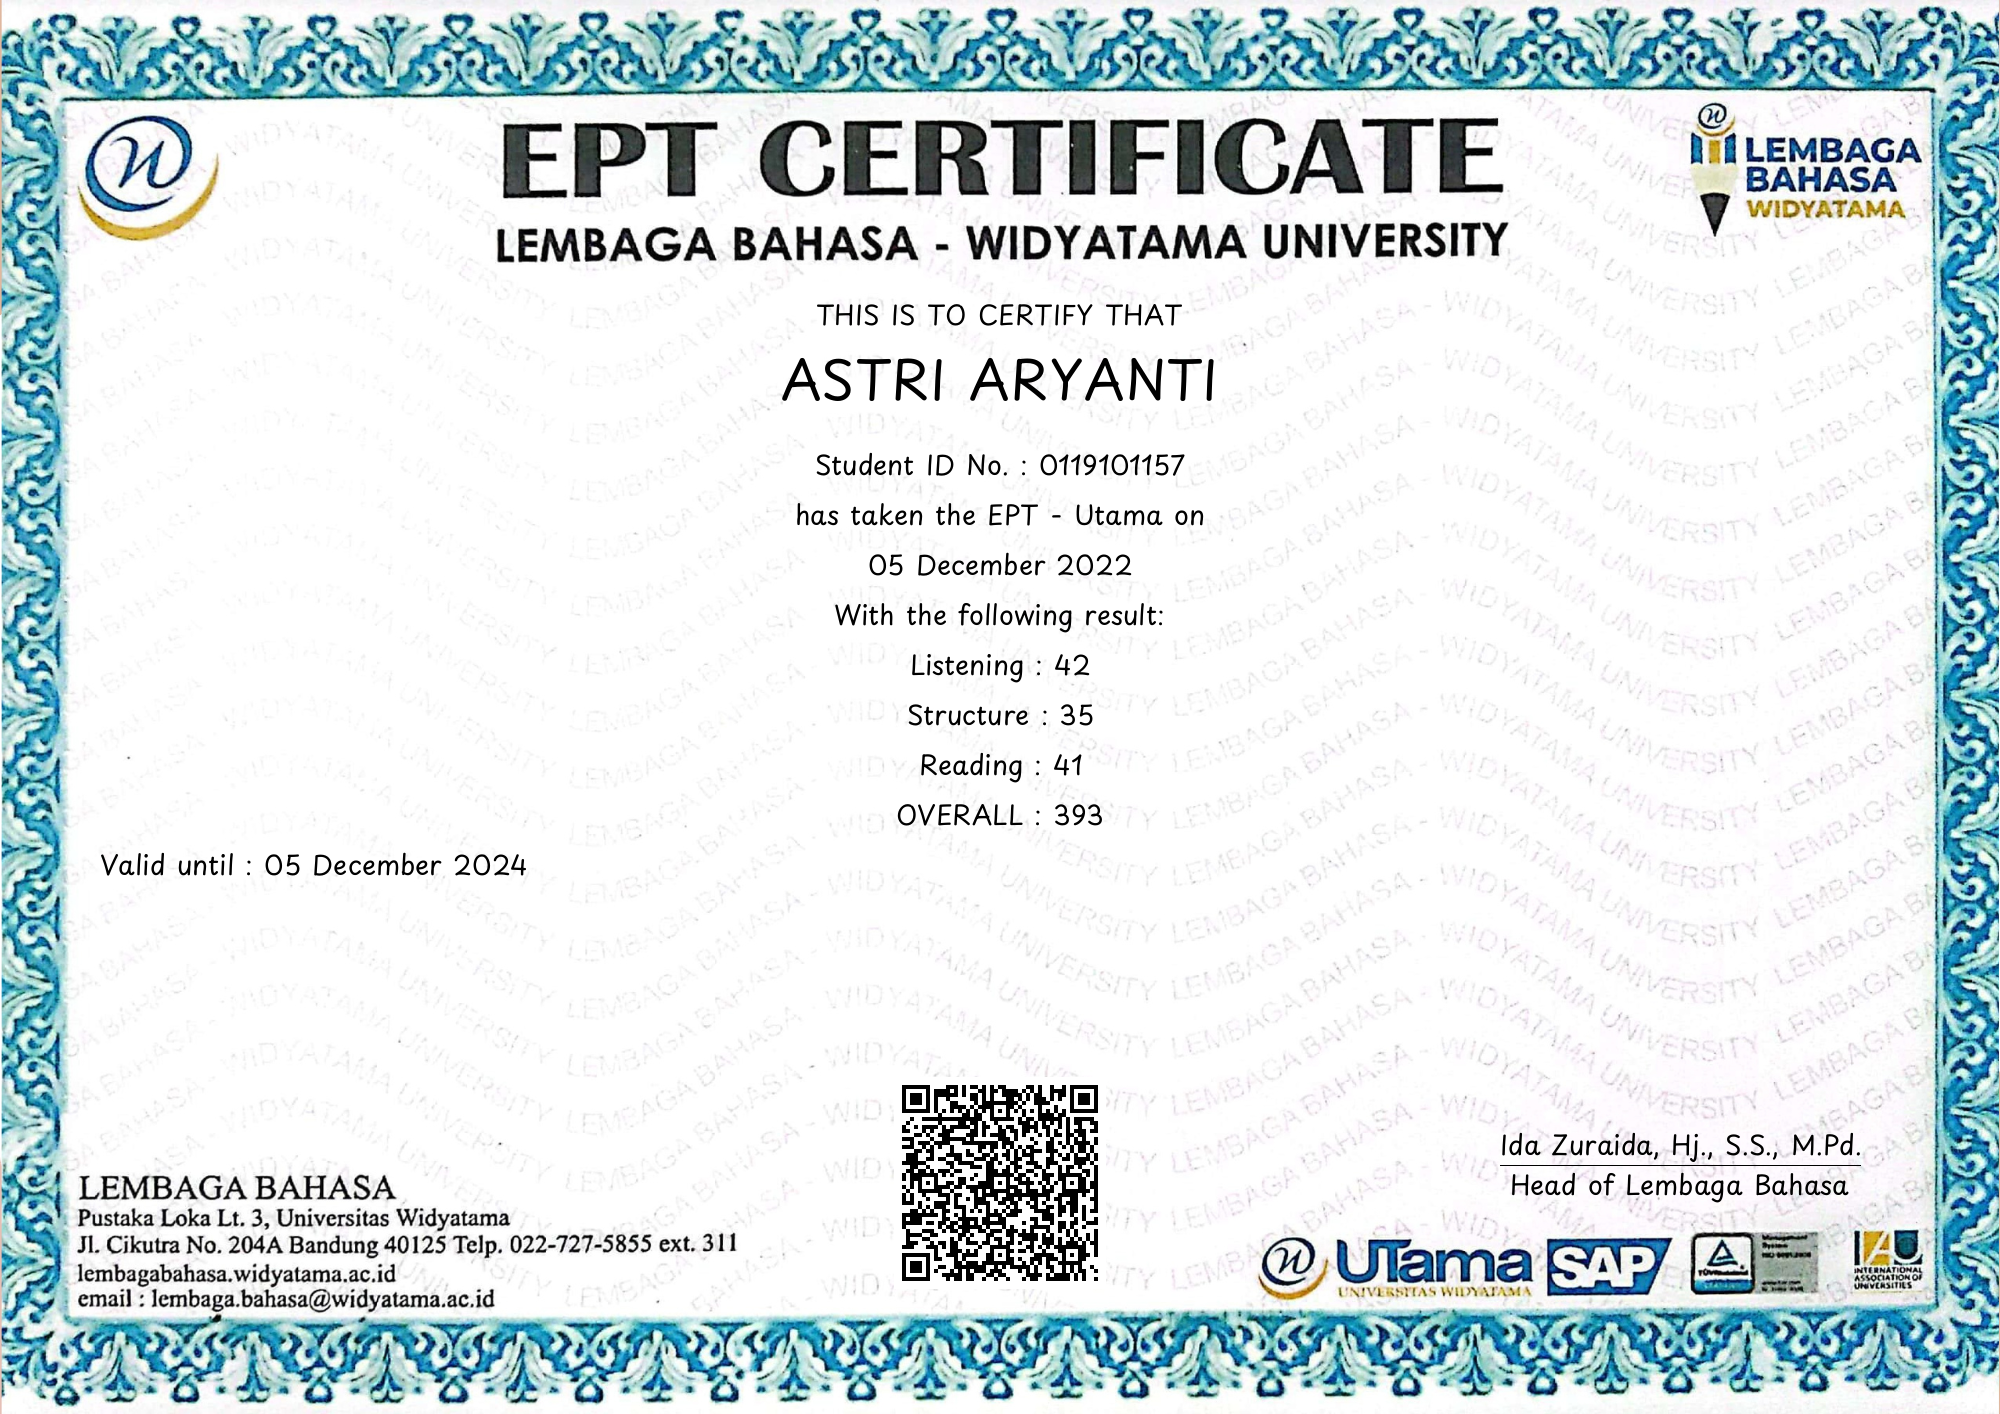 EPT CERTIFICATE
LEMBAGA BAHASA - WIDYATAMA UNIVERSITY
LEMBAGA
BAHASA
WIDYATAMA
THIS IS TO CERTIFY THAT
ASTRI ARYANTI
Student ID No. : 0119101157
has taken the EPT - Utama on
05 December 2022
With the following result:
Listening : 42
Structure : 35
Reading : 41
OVERALL : 393
Valid until : 05 December 2024
Ida Zuraida, Hj., S.S., M.Pd.
Head of Lembaga Bahasa
LEMBAGA BAHASA
Pustaka Loka Lt. 3, Universitas Widyatama
Jl. Cikutra No. 204A Bandung 40125 Telp. 022-727-5855 ext. 311
lembagabahasa.widyatama.ac.id
email : lembaga.bahasa@widyatama.ac.id
UTama
UNIVERSITAS WIDYATAMA
SAP
Management
System
IAU
INTERNATIONAL
ASSOCIATION OF
UNIVERSITIES